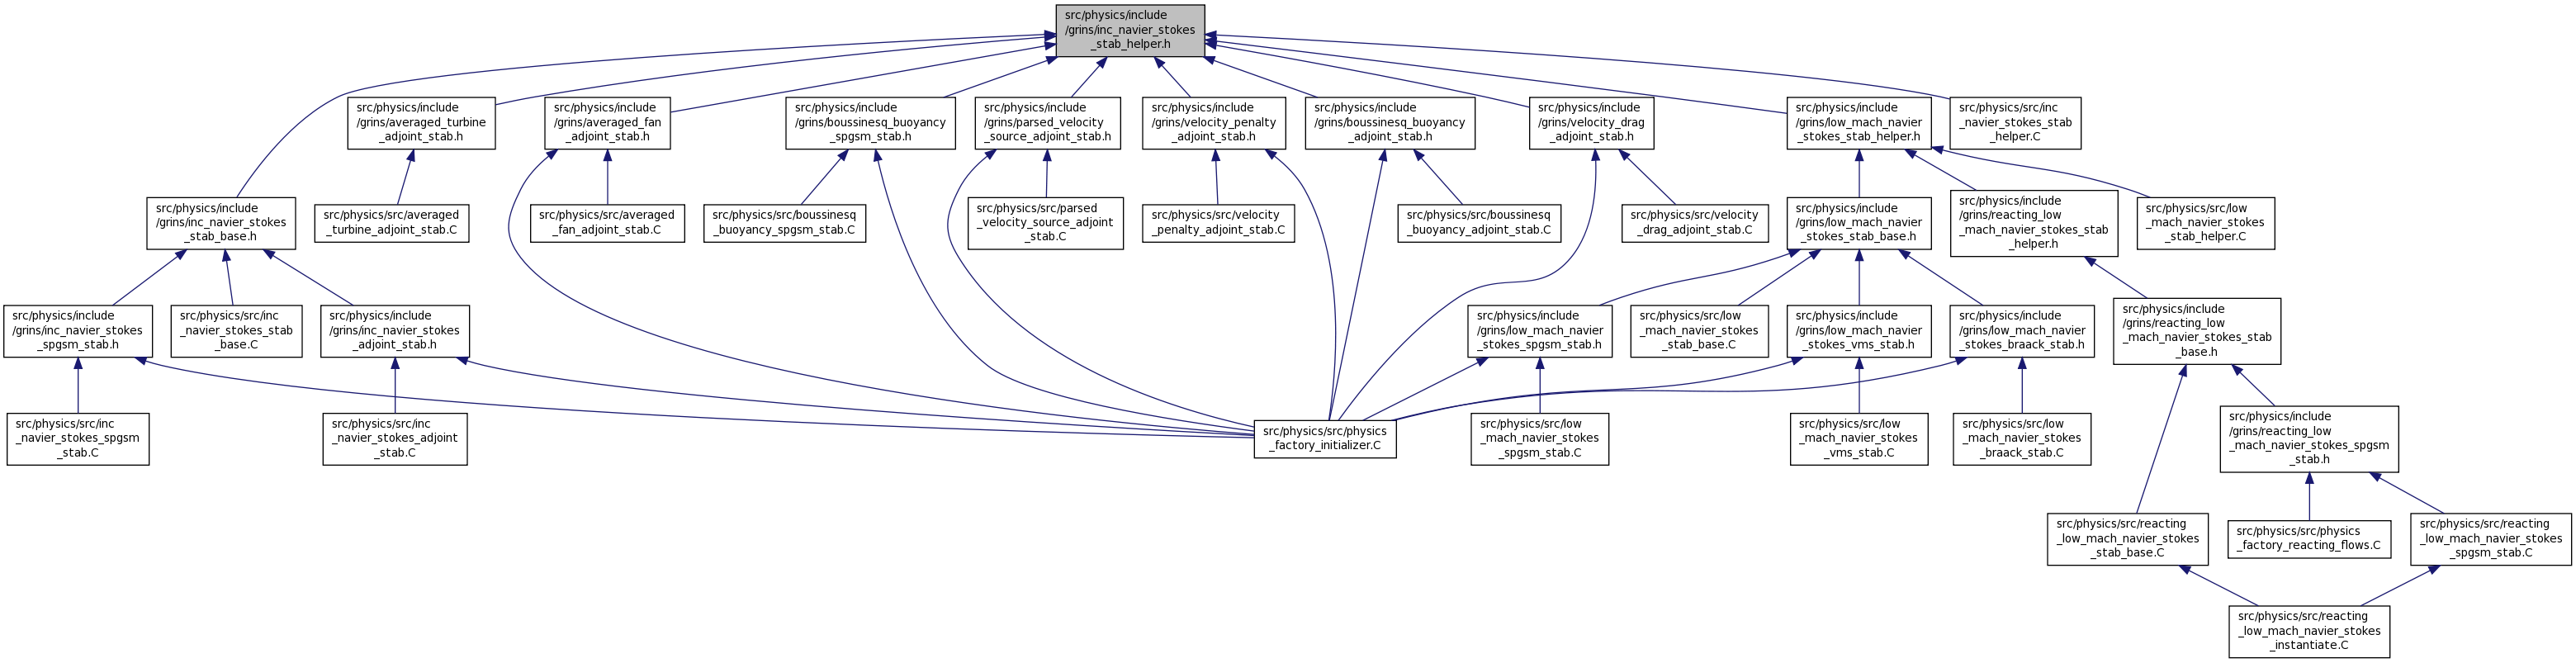 src/physics/include
/grins/inc_navier_stokes
_stab_helper.h
src/physics/include
/grins/averaged_turbine
_adjoint_stab.h
src/physics/include
/grins/averaged_fan
_adjoint_stab.h
src/physics/include
/grins/boussinesq_buoyancy
_spgsm_stab.h
src/physics/include
/grins/parsed_velocity
_source_adjoint_stab.h
src/physics/include
/grins/velocity_penalty
_adjoint_stab.h
src/physics/include
/grins/boussinesq_buoyancy
_adjoint_stab.h
src/physics/include
/grins/velocity_drag
_adjoint_stab.h
src/physics/include
/grins/low_mach_navier
_stokes_stab_helper.h
src/physics/src/inc
_navier_stokes_stab
_helper.C
src/physics/include
/grins/inc_navier_stokes
_stab_base.h
src/physics/src/averaged
_turbine_adjoint_stab.C
src/physics/src/averaged
_fan_adjoint_stab.C
src/physics/src/boussinesq
_buoyancy_spgsm_stab.C
src/physics/src/parsed
_velocity_source_adjoint
_stab.C
src/physics/src/velocity
_penalty_adjoint_stab.C
src/physics/src/boussinesq
_buoyancy_adjoint_stab.C
src/physics/src/velocity
_drag_adjoint_stab.C
src/physics/include
/grins/low_mach_navier
_stokes_stab_base.h
src/physics/include
/grins/reacting_low
_mach_navier_stokes_stab
_helper.h
src/physics/src/low
_mach_navier_stokes
_stab_helper.C
src/physics/include
/grins/inc_navier_stokes
_spgsm_stab.h
src/physics/src/inc
_navier_stokes_stab
_base.C
src/physics/include
/grins/inc_navier_stokes
_adjoint_stab.h
src/physics/include
/grins/low_mach_navier
_stokes_spgsm_stab.h
src/physics/src/low
_mach_navier_stokes
_stab_base.C
src/physics/include
/grins/low_mach_navier
_stokes_vms_stab.h
src/physics/include
/grins/low_mach_navier
_stokes_braack_stab.h
src/physics/include
/grins/reacting_low
_mach_navier_stokes_stab
_base.h
src/physics/src/inc
_navier_stokes_spgsm
_stab.C
src/physics/src/inc
_navier_stokes_adjoint
_stab.C
src/physics/src/physics
_factory_initializer.C
src/physics/src/low
_mach_navier_stokes
_spgsm_stab.C
src/physics/src/low
_mach_navier_stokes
_vms_stab.C
src/physics/src/low
_mach_navier_stokes
_braack_stab.C
src/physics/include
/grins/reacting_low
_mach_navier_stokes_spgsm
_stab.h
src/physics/src/reacting
_low_mach_navier_stokes
_stab_base.C
src/physics/src/physics
_factory_reacting_flows.C
src/physics/src/reacting
_low_mach_navier_stokes
_spgsm_stab.C
src/physics/src/reacting
_low_mach_navier_stokes
_instantiate.C